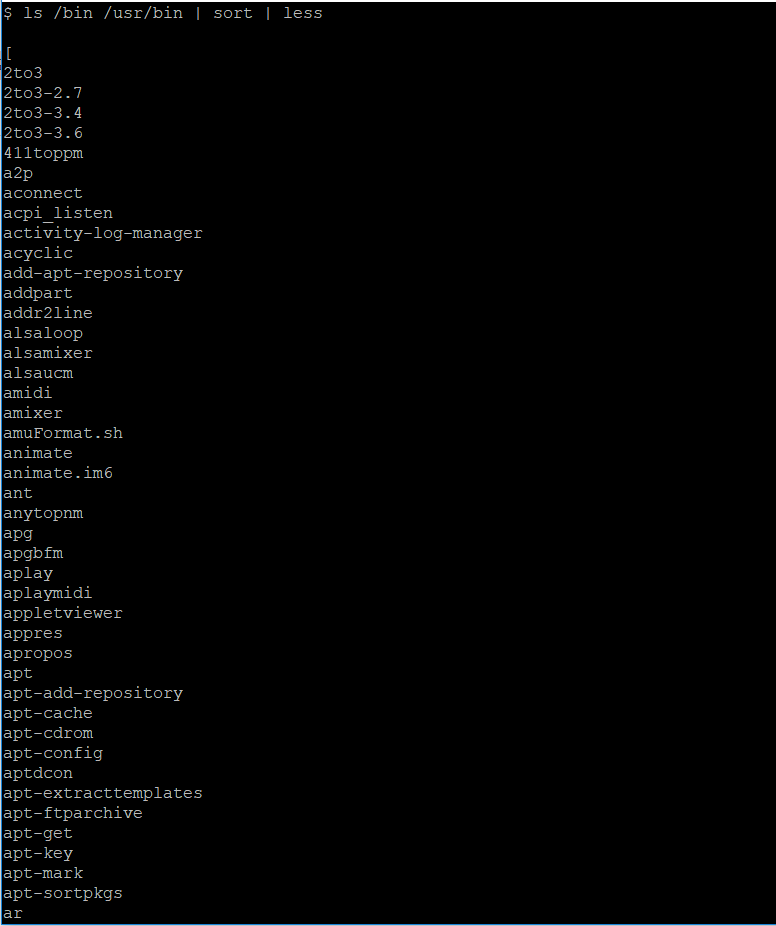 $ ls /bin /usr/bin | sort | less
[
2to3
2to3-2.7
2to3-3.4
2to3-3.6
411toppm
a2p
aconnect
acpi_listen
activity-log-manager
acyclic
add-apt-repository
addpart
addr2line
alsaloop
alsamixer
alsaucm
amidi
amixer
amuFormat.sh
animate
animate.im6
ant
anytopnm
apg
apgbfm
aplay
aplaymidi
appletviewer
appres
apropos
apt
apt-add-repository
apt-cache
apt-cdrom
apt-config
aptdcon
apt-extracttemplates
apt-ftparchive
apt-get
apt-key
apt-mark
apt-sortpkgs
ar